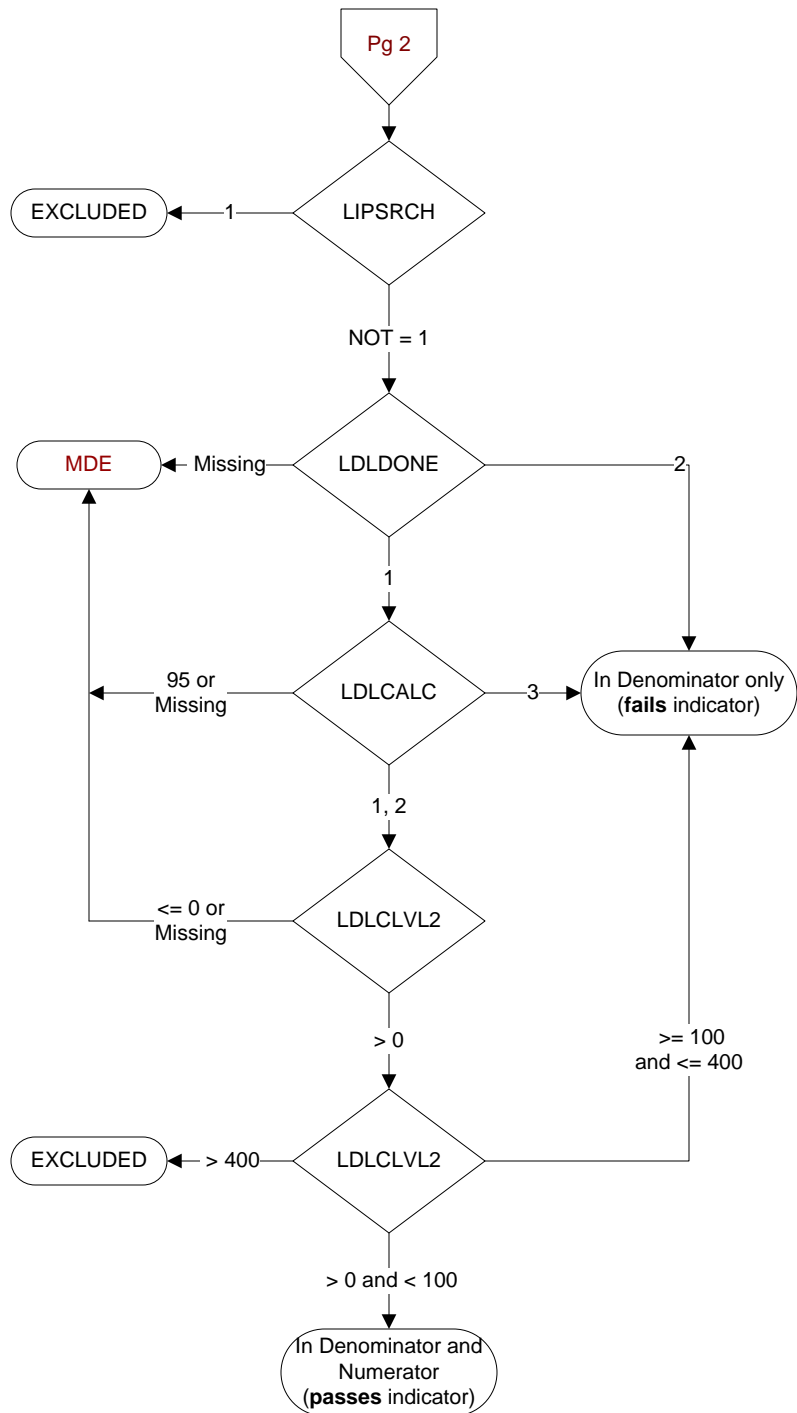 Pg 2
LIPSRCH
1
EXCLUDED
NOT = 1
LDLDONE
Missing
MDE
2
1
LDLCALC
95 or
Missing
3
In Denominator only
(fails indicator)
1, 2
LDLCLVL2
<= 0 or
Missing
> 0
>= 100
and <= 400
LDLCLVL2
> 400
EXCLUDED
> 0 and < 100
In Denominator and
Numerator
(passes indicator)